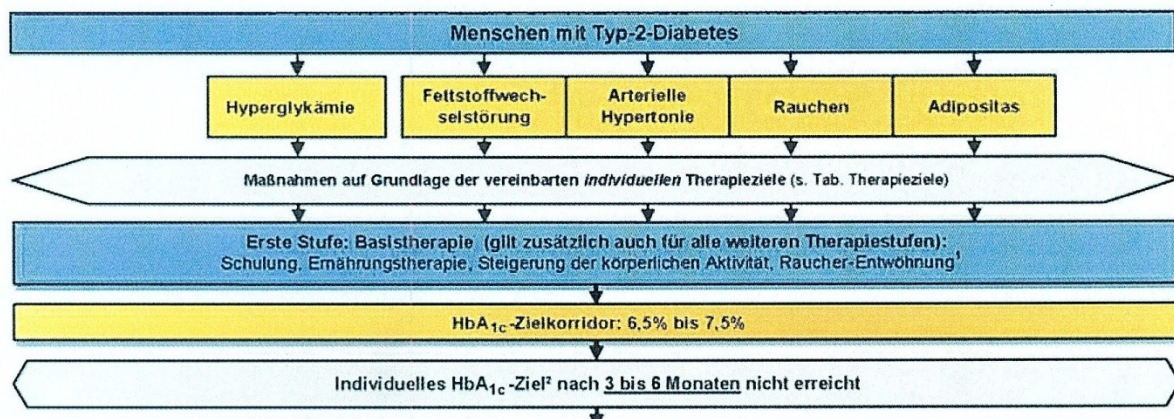 Menschen mit Typ-2-Diabetes
Hyperglykämie
Fettstoffwech-
selstörung
Arterielle
Hypertonie
Rauchen
Adipositas
Maßnahmen auf Grundlage der vereinbarten individuellen Therapieziele (s. Tab. Therapieziele)
Erste Stufe: Basistherapie (gilt zusätzlich auch für alle weiteren Therapiestufen):
Schulung, Ernährungstherapie, Steigerung der körperlichen Aktivität, Raucher-Entwöhnung¹
HbA1c-Zielkorridor: 6,5% bis 7,5%
Individuelles HbA1c-Ziel² nach 3 bis 6 Monaten nicht erreicht